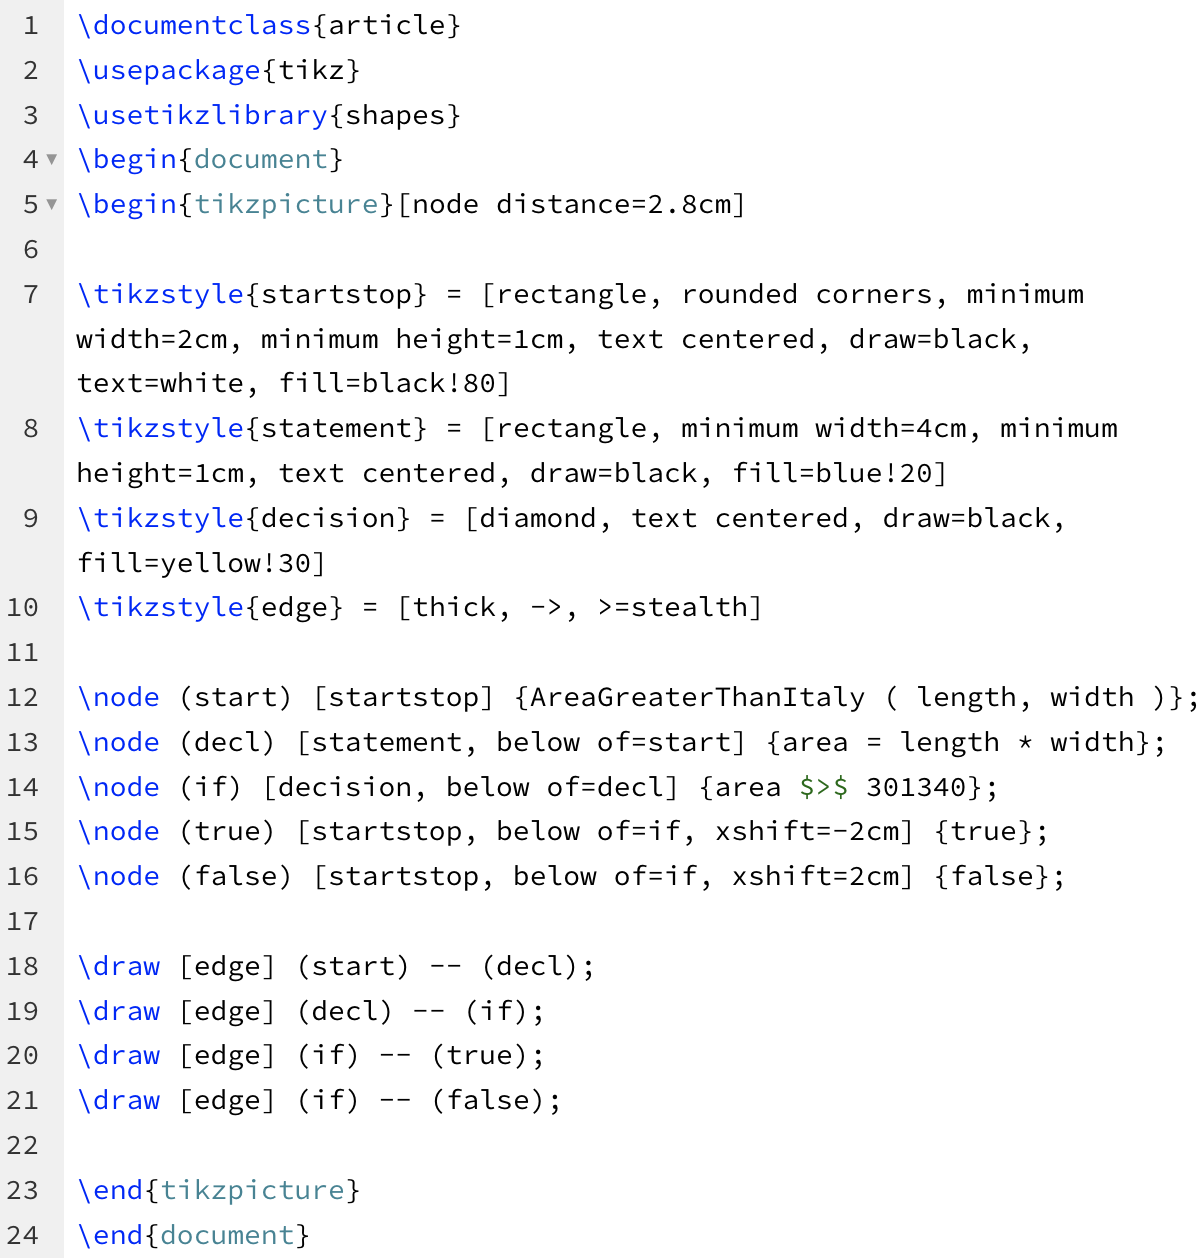 1 \documentclass{article}
2 \usepackage{tikz}
3 \usetikzlibrary{shapes}
4 \begin{document}
5 \begin{tikzpicture}[node distance=2.8cm]
6
7 \tikzstyle{startstop} = [rectangle, rounded corners, minimum
width=2cm, minimum height=1cm, text centered, draw=black,
text=white, fill=black!80]
8 \tikzstyle{statement} = [rectangle, minimum width=4cm, minimum
height=1cm, text centered, draw=black, fill=blue!20]
9 \tikzstyle{decision} = [diamond, text centered, draw=black,
fill=yellow!30]
10 \tikzstyle{edge} = [thick, ->, >=stealth]
11
12 \node (start) [startstop] {AreaGreaterThanItaly ( length, width )};
13 \node (decl) [statement, below of=start] {area = length * width};
14 \node (if) [decision, below of=decl] {area $>$ 301340};
15 \node (true) [startstop, below of=if, xshift=-2cm] {true};
16 \node (false) [startstop, below of=if, xshift=2cm] {false};
17
18 \draw [edge] (start) -- (decl);
19 \draw [edge] (decl) -- (if);
20 \draw [edge] (if) -- (true);
21 \draw [edge] (if) -- (false);
22
23 \end{tikzpicture}
24 \end{document}